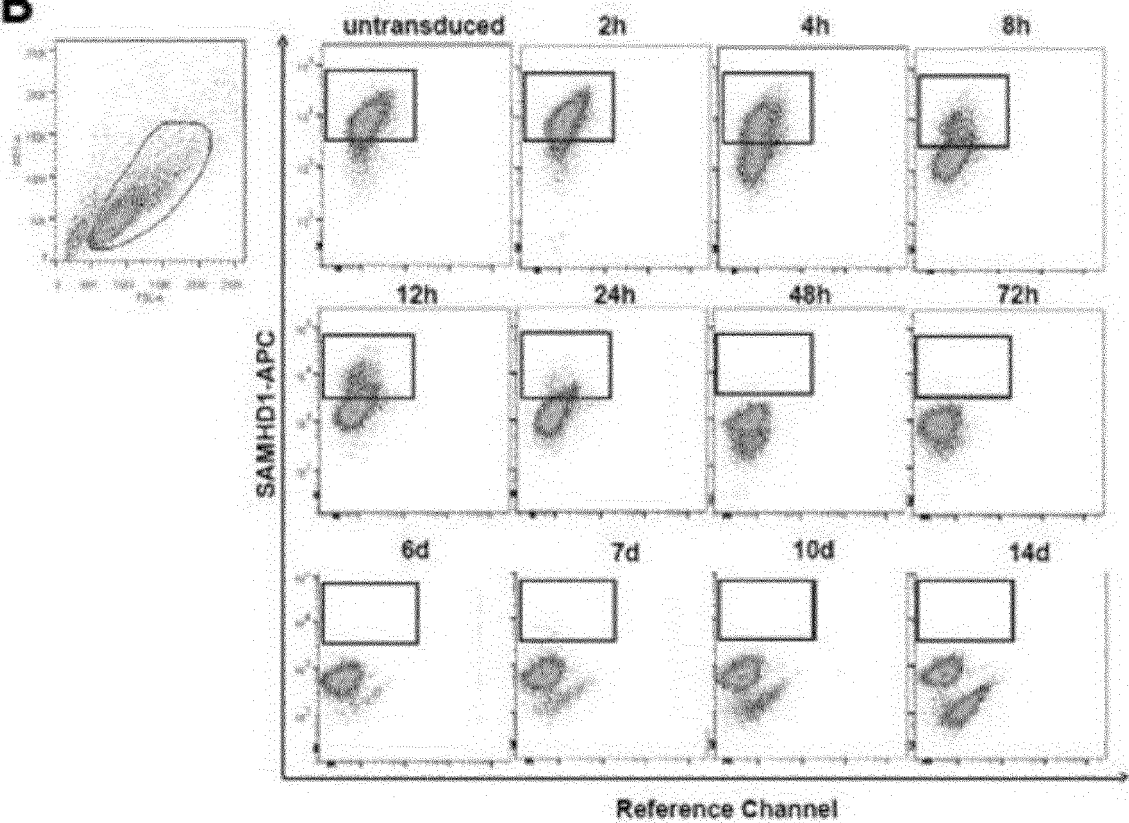 B
untransduced 2h 4h 8h
12h 24h 48h 72h
SAMHD1-APC
6d 7d 10d 14d
Reference Channel